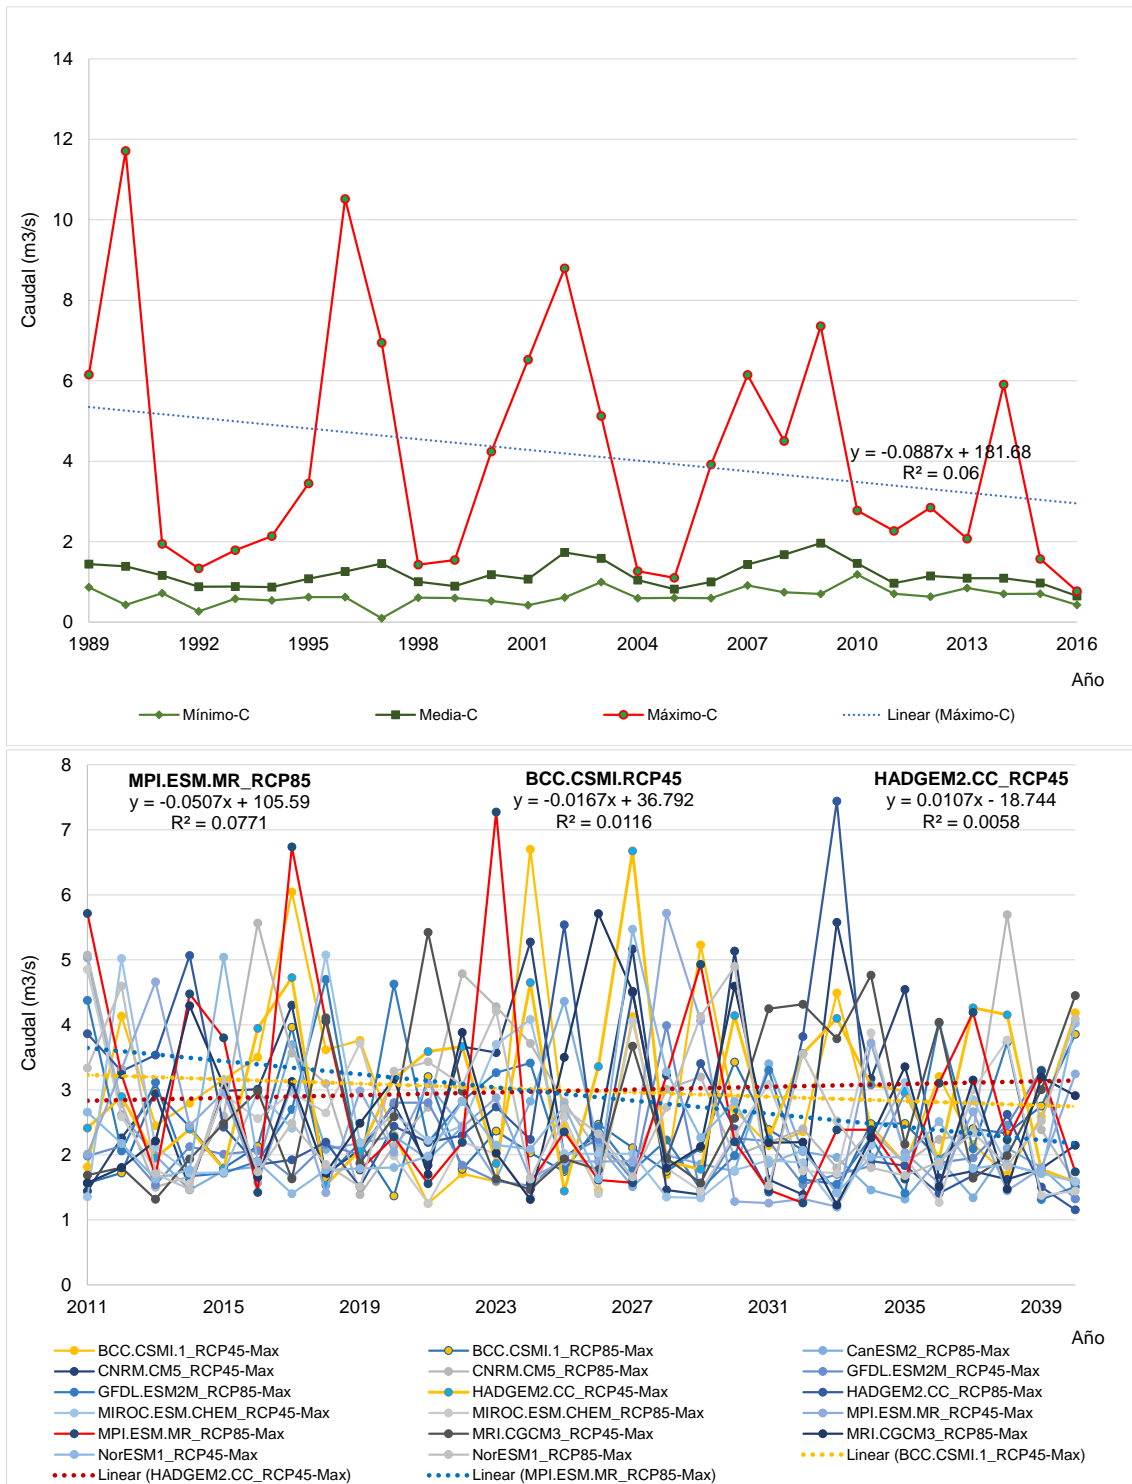 14
12
10
8
6
4
2
0
Caudal (m3/s)
y = -0.0887x + 181.68
R² = 0.06
1989 1992 1995 1998 2001 2004 2007 2010 2013 2016
Año
Mínimo-C Media-C Máximo-C Linear (Máximo-C)
8
7
6
5
4
3
2
1
0
Caudal (m3/s)
MPI.ESM.MR_RCP85 BCC.CSMI.RCP45 HADGEM2.CC_RCP45
y = -0.0507x + 105.59 y = -0.0167x + 36.792 y = 0.0107x - 18.744
R² = 0.0771 R² = 0.0116 R² = 0.0058
2011 2015 2019 2023 2027 2031 2035 2039
Año
BCC.CSMI.1_RCP45-Max BCC.CSMI.1_RCP85-Max CanESM2_RCP85-Max
CNRM.CM5_RCP45-Max CNRM.CM5_RCP85-Max GFDL.ESM2M_RCP45-Max
GFDL.ESM2M_RCP85-Max HADGEM2.CC_RCP45-Max HADGEM2.CC_RCP85-Max
MIROC.ESM.CHEM_RCP45-Max MIROC.ESM.CHEM_RCP85-Max MPI.ESM.MR_RCP45-Max
MPI.ESM.MR_RCP85-Max MRI.CGCM3_RCP45-Max MRI.CGCM3_RCP85-Max
NorESM1_RCP45-Max NorESM1_RCP85-Max Linear (BCC.CSMI.1_RCP45-Max)
Linear (HADGEM2.CC_RCP45-Max) Linear (MPI.ESM.MR_RCP85-Max)